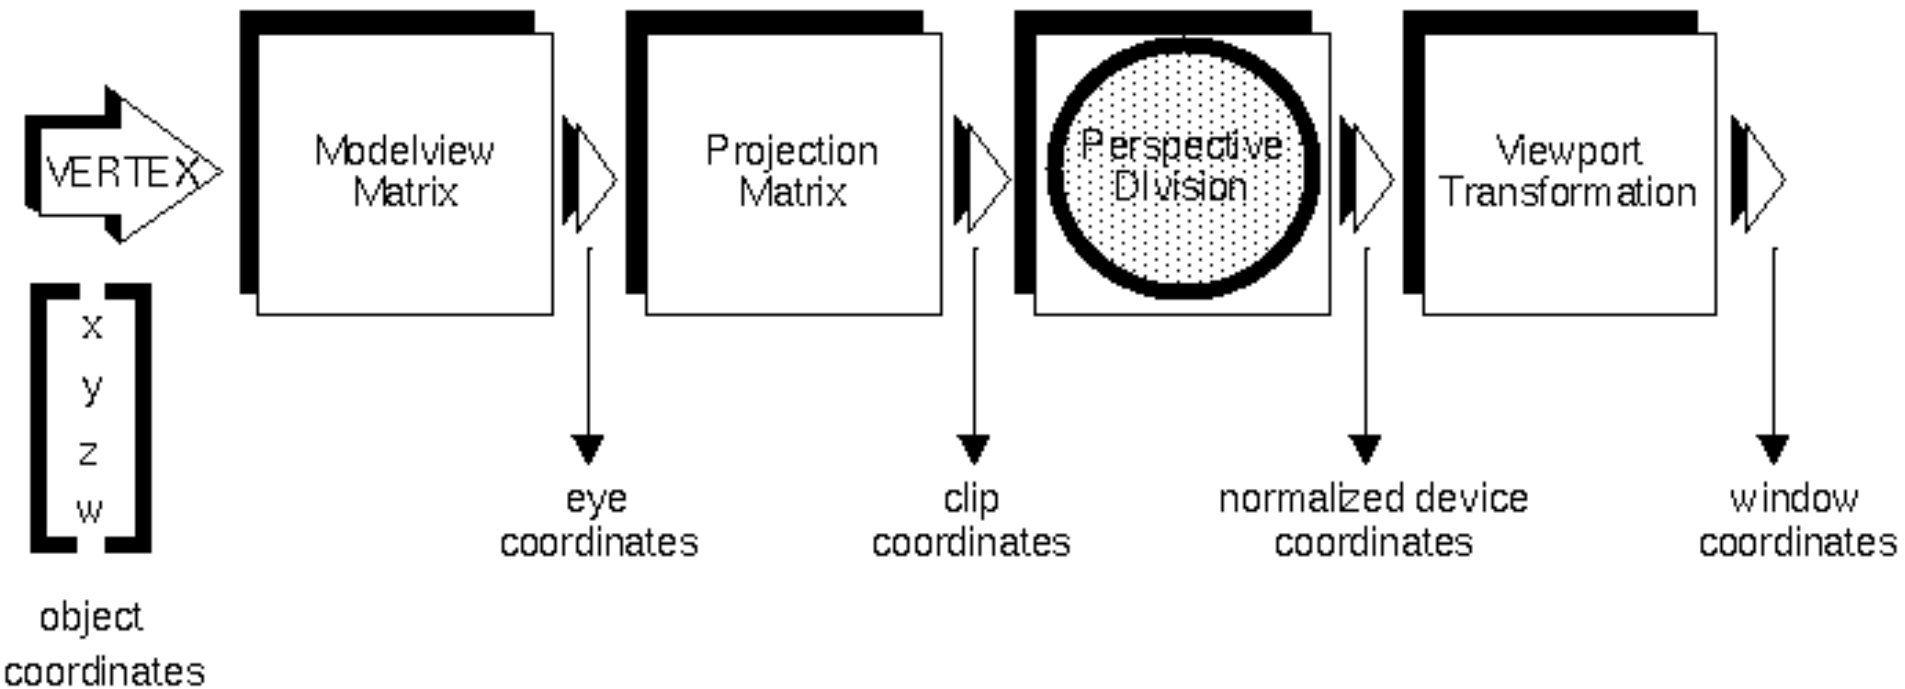 VERTEX
Modelview
Matrix
Projection
Matrix
Perspective
Division
Viewport
Transformation
x
y
z
w
eye
coordinates
clip
coordinates
normalized device
coordinates
window
coordinates
object
coordinates